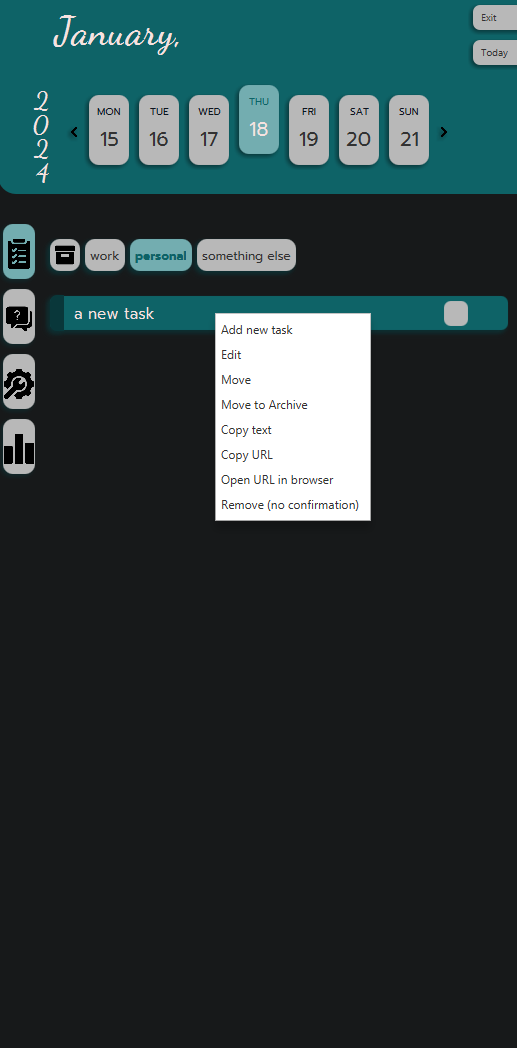 January,
Exit
Today
2024
MON TUE WED THU FRI SAT SUN
15 16 17 18 19 20 21
?
work personal something else
a new task
Add new task
Edit
Move
Move to Archive
Copy text
Copy URL
Open URL in browser
Remove (no confirmation)